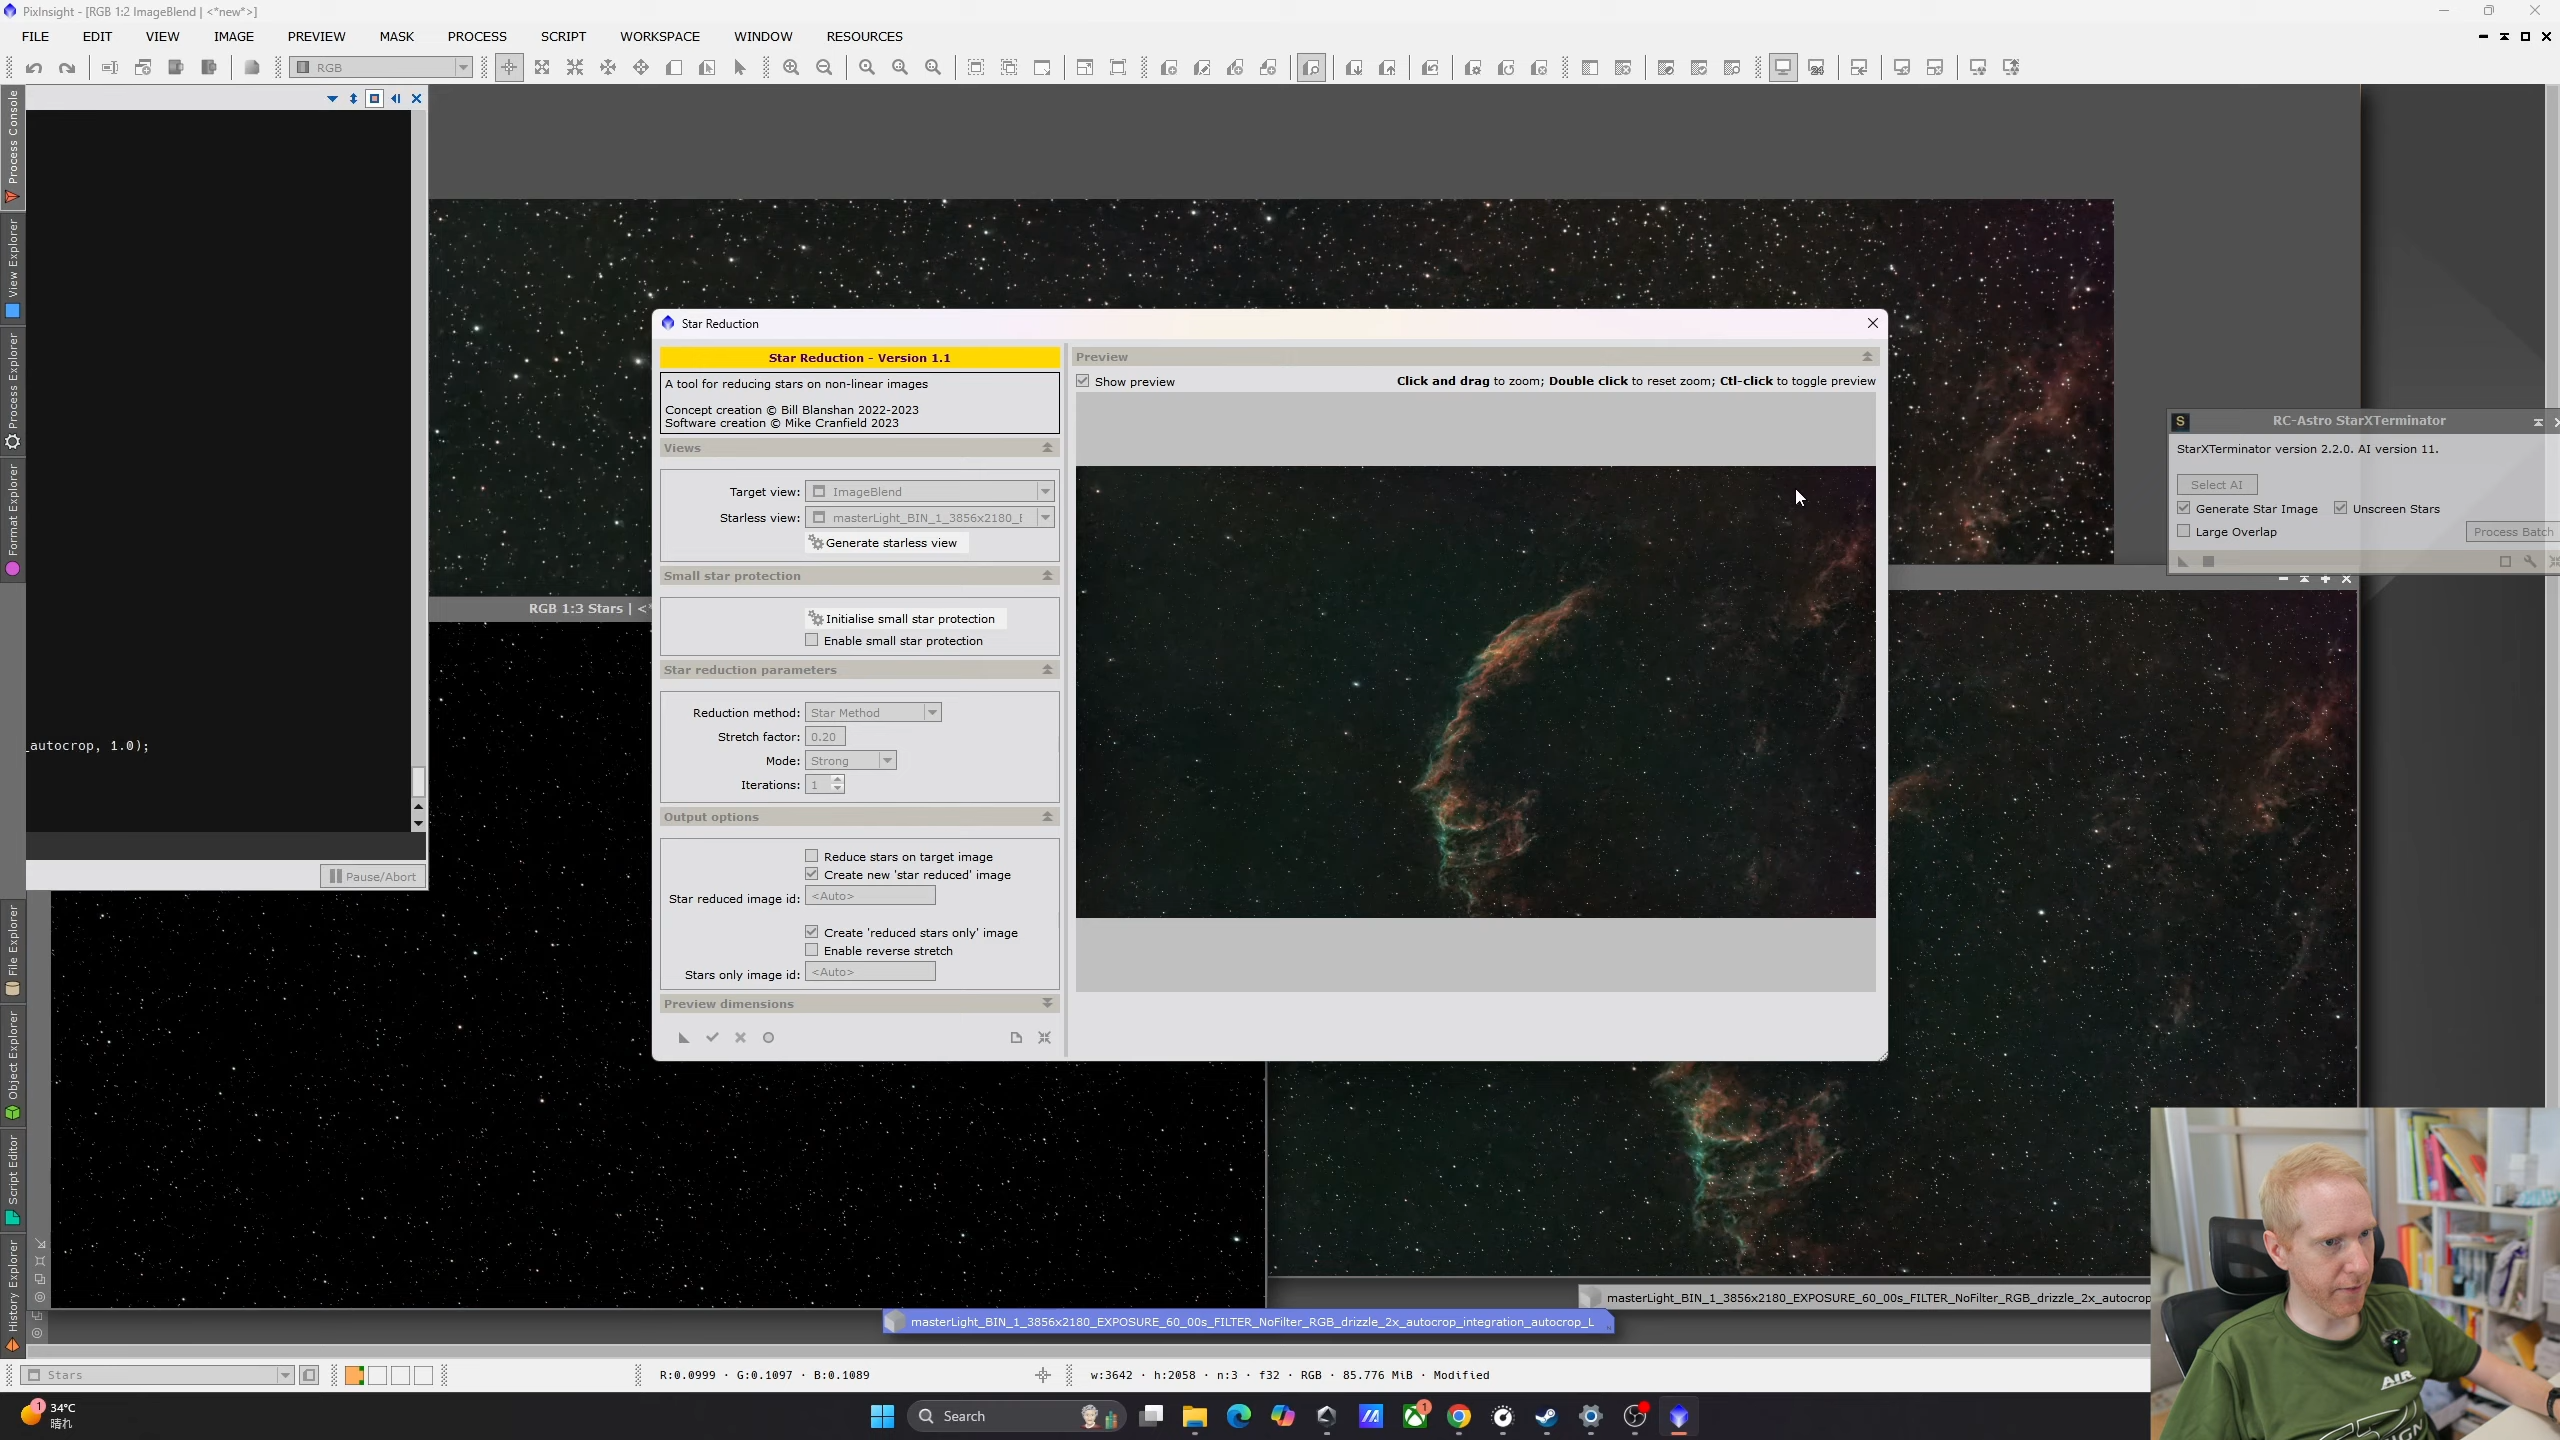 PixInsight - [RGB 1:2 ImageBlend | <*new*>]
FILE EDIT VIEW IMAGE PREVIEW MASK PROCESS SCRIPT WORKSPACE WINDOW RESOURCES
RGB
Process Console
View Explorer
Process Explorer
Format Explorer
File Explorer
Object Explorer
Script Editor
History Explorer
_autocrop, 1.0);
Pause/Abort
RGB 1:3 Stars | <*
Star Reduction
Star Reduction - Version 1.1
A tool for reducing stars on non-linear images
Concept creation © Bill Blanshan 2022-2023
Software creation © Mike Cranfield 2023
Views
Target view: ImageBlend
Starless view: masterLight_BIN_1_3856x2180_E
Generate starless view
Small star protection
Initialise small star protection
Enable small star protection
Star reduction parameters
Reduction method: Star Method
Stretch factor: 0.20
Mode: Strong
Iterations: 1
Output options
Reduce stars on target image
Create new 'star reduced' image
Star reduced image id: <Auto>
Create 'reduced stars only' image
Enable reverse stretch
Stars only image id: <Auto>
Preview dimensions
Preview
Show preview
Click and drag to zoom; Double click to reset zoom; Ctl-click to toggle preview
RC-Astro StarXTerminator
StarXTerminator version 2.2.0. AI version 11.
Select AI
Generate Star Image Unscreen Stars
Large Overlap
Process Batch
masterLight_BIN_1_3856x2180_EXPOSURE_60_00s_FILTER_NoFilter_RGB_drizzle_2x_autocrop
masterLight_BIN_1_3856x2180_EXPOSURE_60_00s_FILTER_NoFilter_RGB_drizzle_2x_autocrop_integration_autocrop_L
Stars
R:0.0999 · G:0.1097 · B:0.1089
w:3642 · h:2058 · n:3 · f32 · RGB · 85.776 MiB · Modified
1
34°C
晴れ
Search
1
AIR